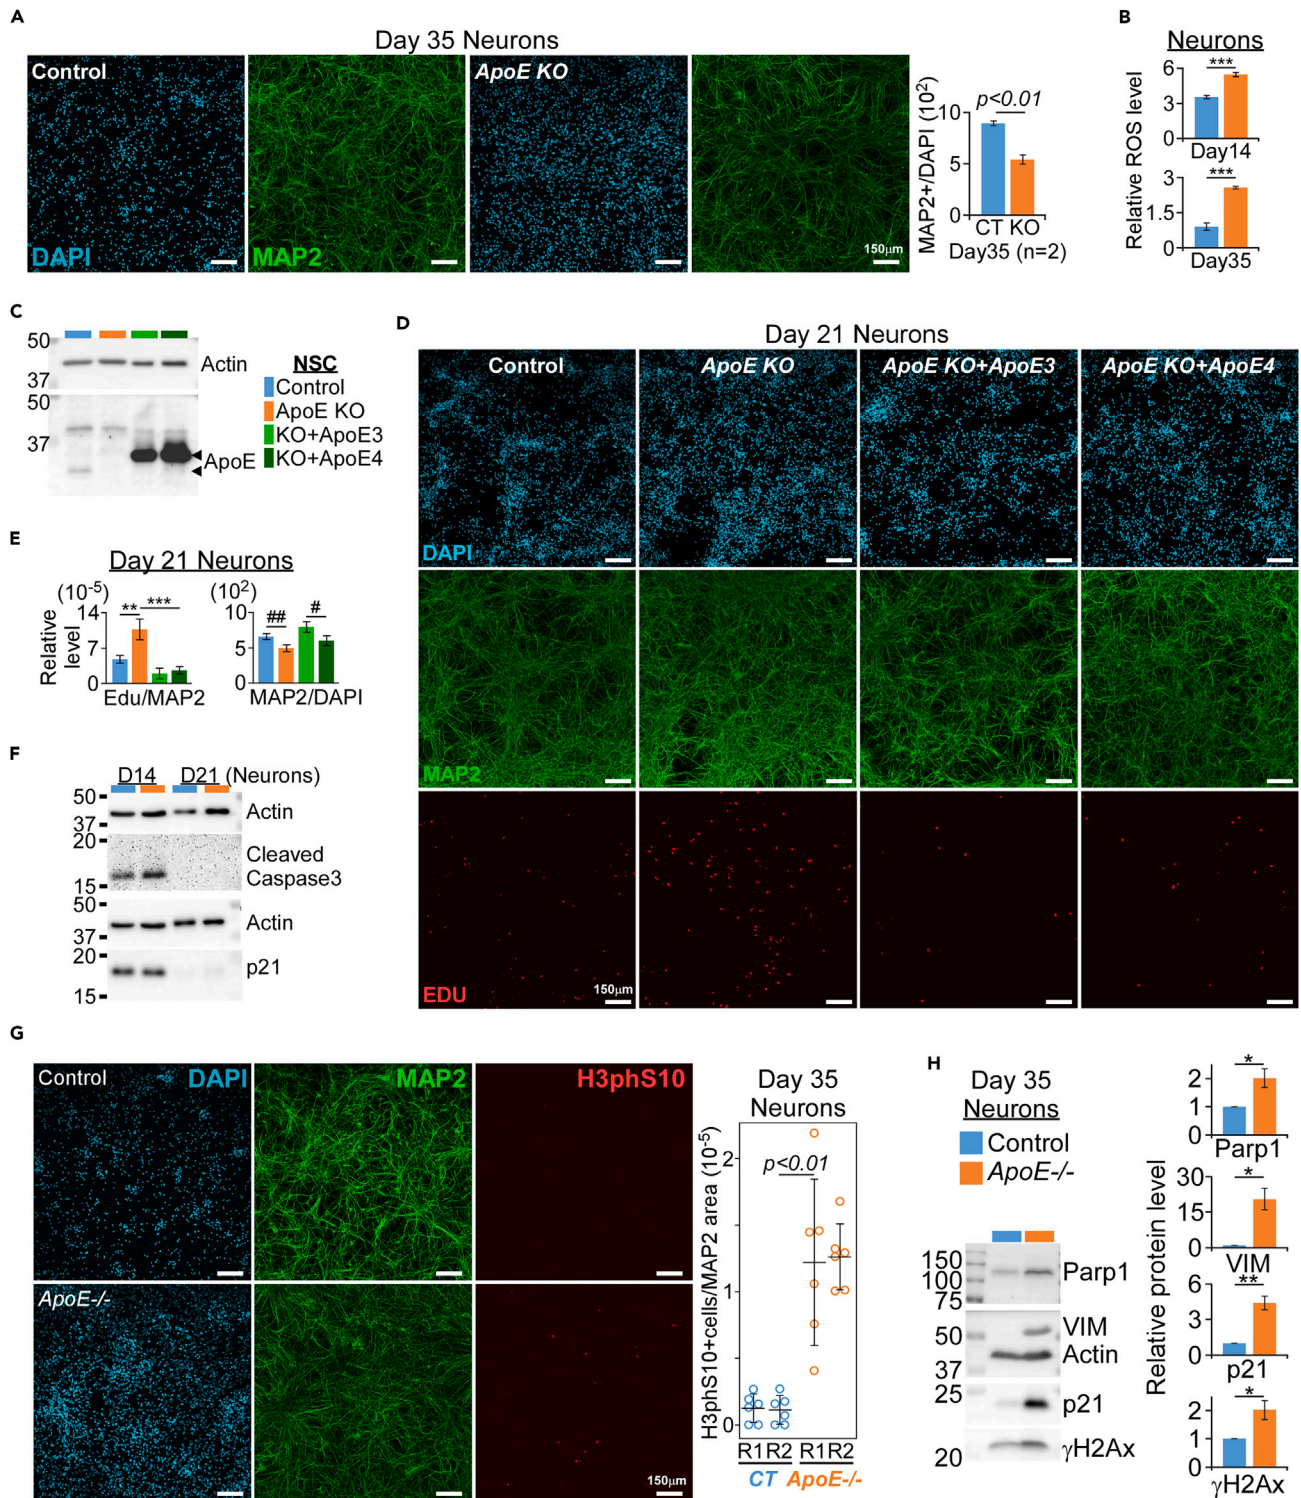 A
Day 35 Neurons
Control
ApoE KO
DAPI
MAP2
150μm
MAP2+/DAPI (10²)
10
5
0
p<0.01
CT KO
Day35 (n=2)
B
Neurons
Relative ROS level
6
3
0
***
Day14
3
1.5
0
***
Day35
C
50
37
Actin
50
37
ApoE
NSC
Control
ApoE KO
KO+ApoE3
KO+ApoE4
D
Day 21 Neurons
Control
ApoE KO
ApoE KO+ApoE3
ApoE KO+ApoE4
DAPI
MAP2
EDU
150μm
E
Day 21 Neurons
(10⁻⁵)
Relative
level
14
7
0
** ***
Edu/MAP2
(10²)
10
5
0
## #
MAP2/DAPI
F
D14 D21 (Neurons)
50
37
Actin
20
15
Cleaved
Caspase3
50
37
Actin
20
15
p21
G
Control
DAPI
MAP2
H3phS10
ApoE-/-
150μm
Day 35
Neurons
H3phS10+cells/MAP2 area (10⁻⁵)
2
1
0
p<0.01
R1R2 R1R2
CT ApoE-/-
H
Day 35
Neurons
Control
ApoE-/-
150
100
75
Parp1
50
37
VIM
Actin
25
p21
20
γH2Ax
Relative protein level
2
1
0
*
Parp1
30
15
0
*
VIM
6
3
0
**
p21
2
1
0
*
γH2Ax